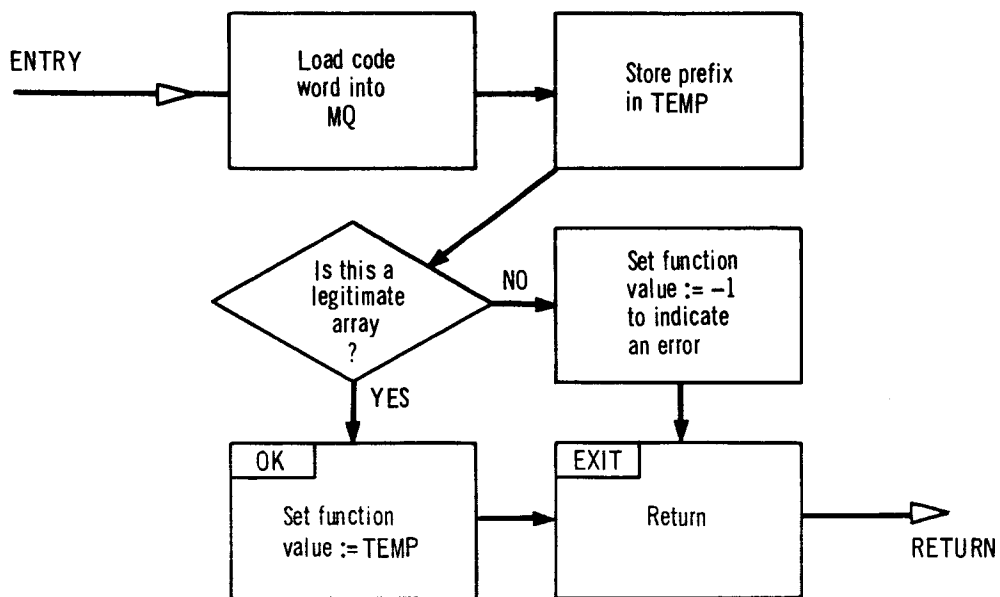 ENTRY
Load code
word into
MQ
Store prefix
in TEMP
Is this a
legitimate
array
?
NO
Set function
value := -1
to indicate
an error
YES
OK
Set function
value := TEMP
EXIT
Return
RETURN